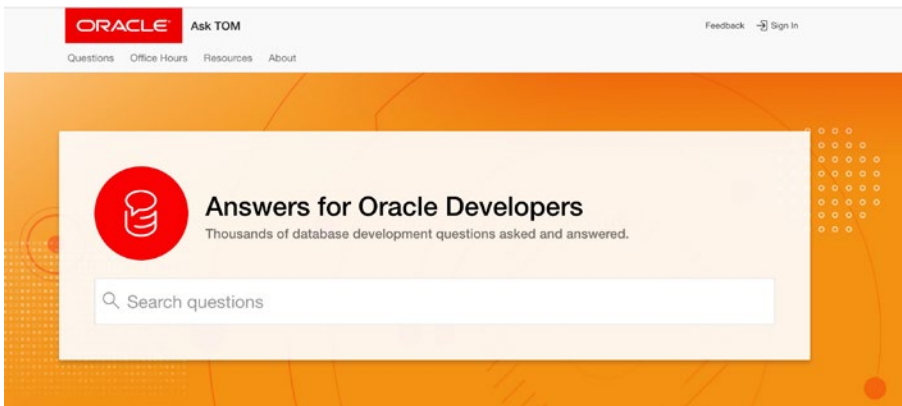 ORACLE Ask TOM Feedback Sign In
Questions Office Hours Resources About
Answers for Oracle Developers
Thousands of database development questions asked and answered.
Search questions